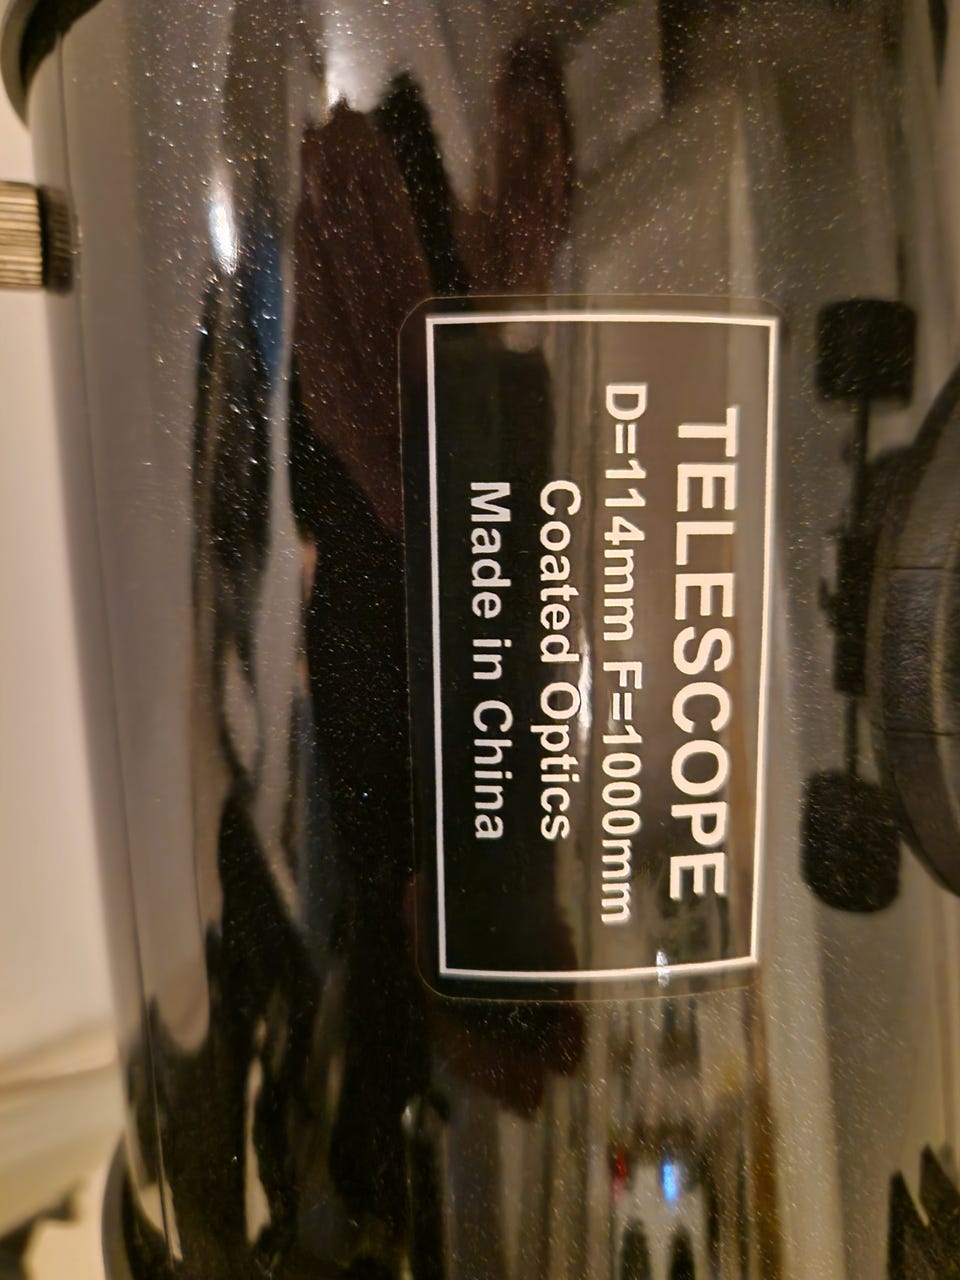 TELESCOPE
D=114mm F=1000mm
Coated Optics
Made in China